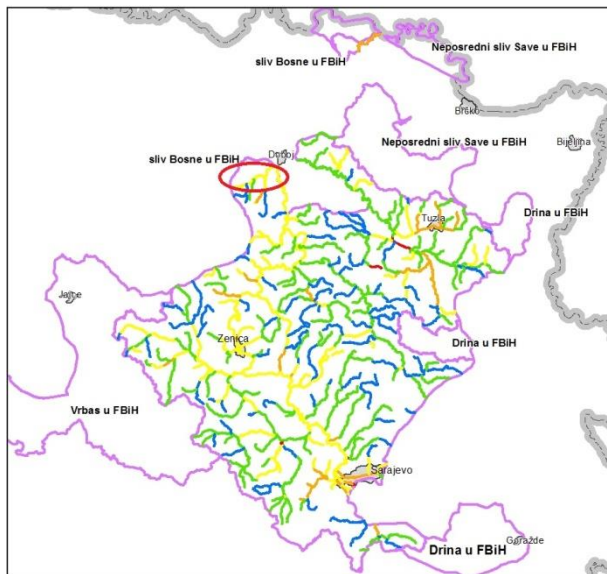 sliv Bosne u FBiH
Neposredni sliv Save u FBiH
Brčko
Neposredni sliv Save u FBiH
Bijeljina
Doboj
sliv Bosne u FBiH
Drina u FBiH
Tuzla
Jajce
Zenica
Drina u FBiH
Vrbas u FBiH
Sarajevo
Goražde
Drina u FBiH